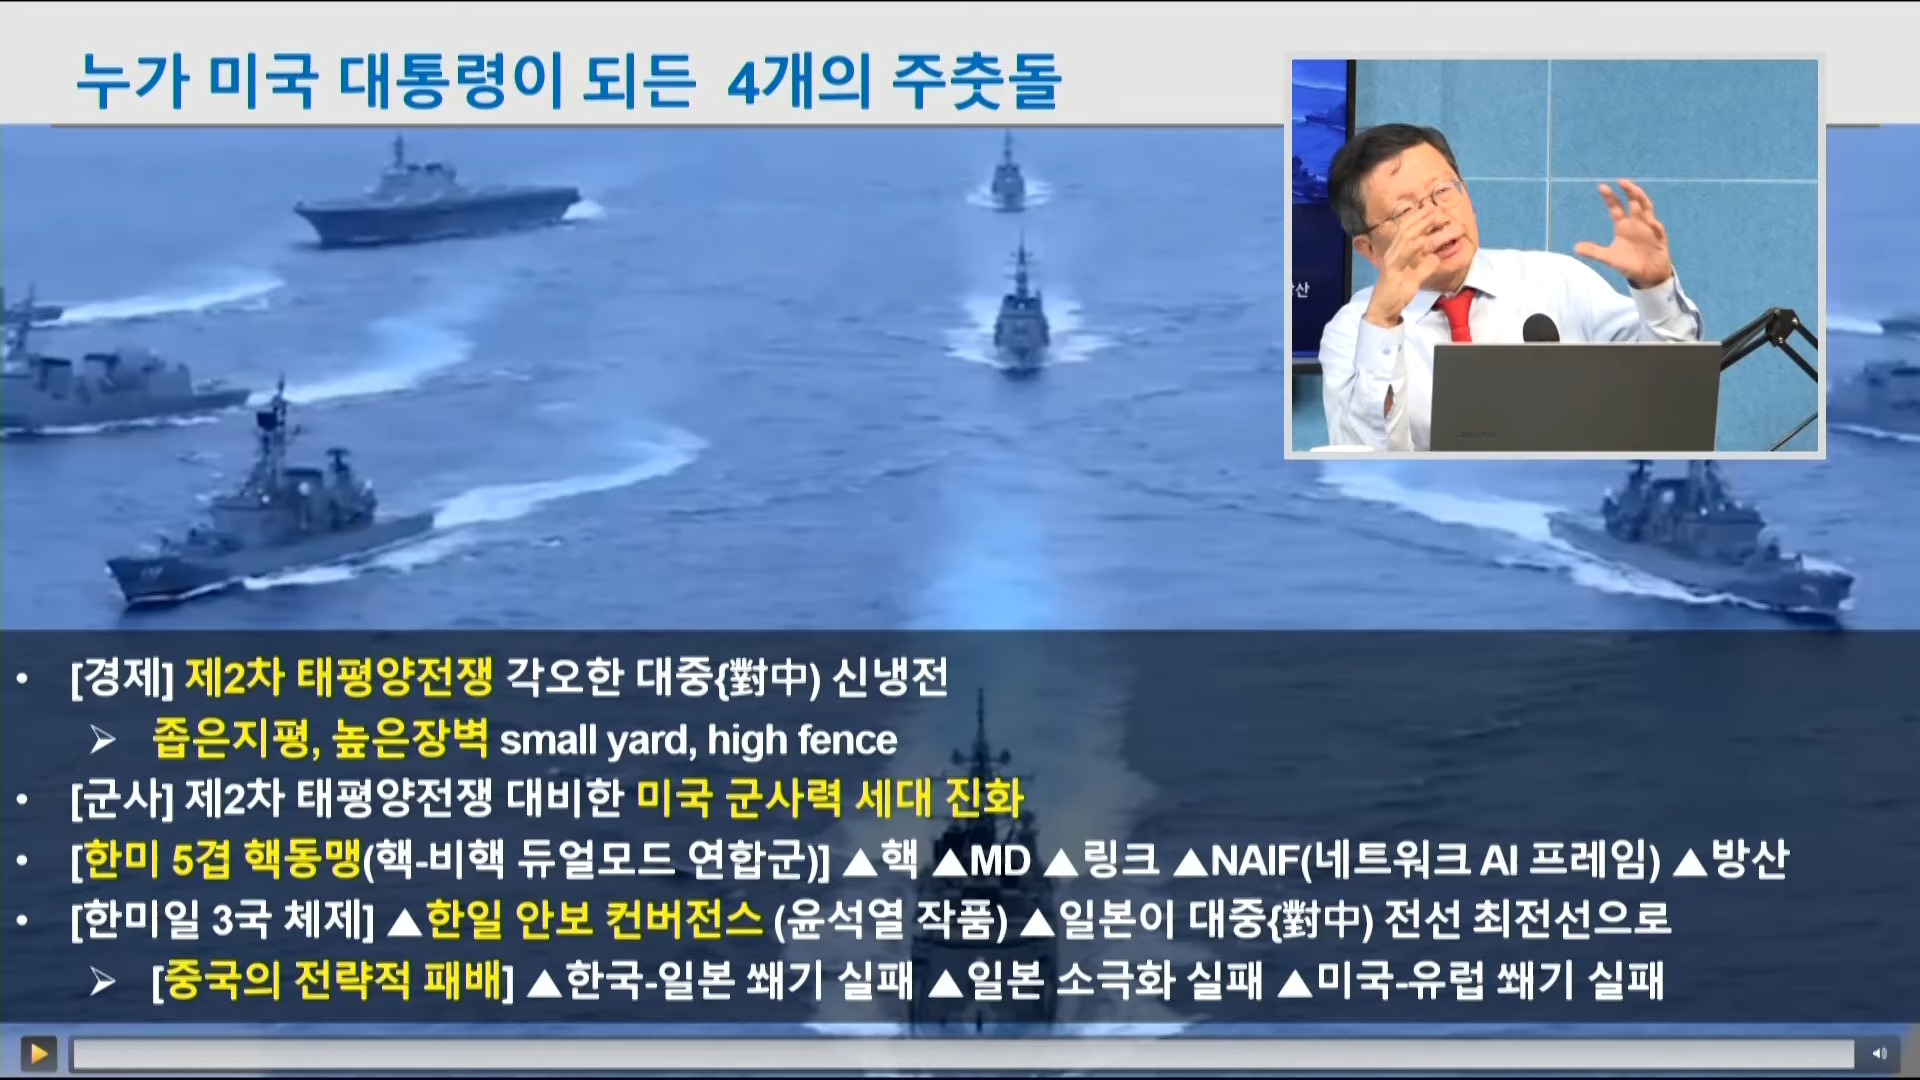 누가 미국 대통령이 되든 4개의 주춧돌
산
• [경제] 제2차 태평양전쟁 각오한 대중{對中) 신냉전
➢ 좁은지평, 높은장벽 small yard, high fence
• [군사] 제2차 태평양전쟁 대비한 미국 군사력 세대 진화
• [한미 5겹 핵동맹(핵-비핵 듀얼모드 연합군)] ▲핵 ▲MD ▲링크 ▲NAIF(네트워크 AI 프레임) ▲방산
• [한미일 3국 체제] ▲한일 안보 컨버전스 (윤석열 작품) ▲일본이 대중{對中) 전선 최전선으로
➢ [중국의 전략적 패배] ▲한국-일본 쐐기 실패 ▲일본 소극화 실패 ▲미국-유럽 쐐기 실패